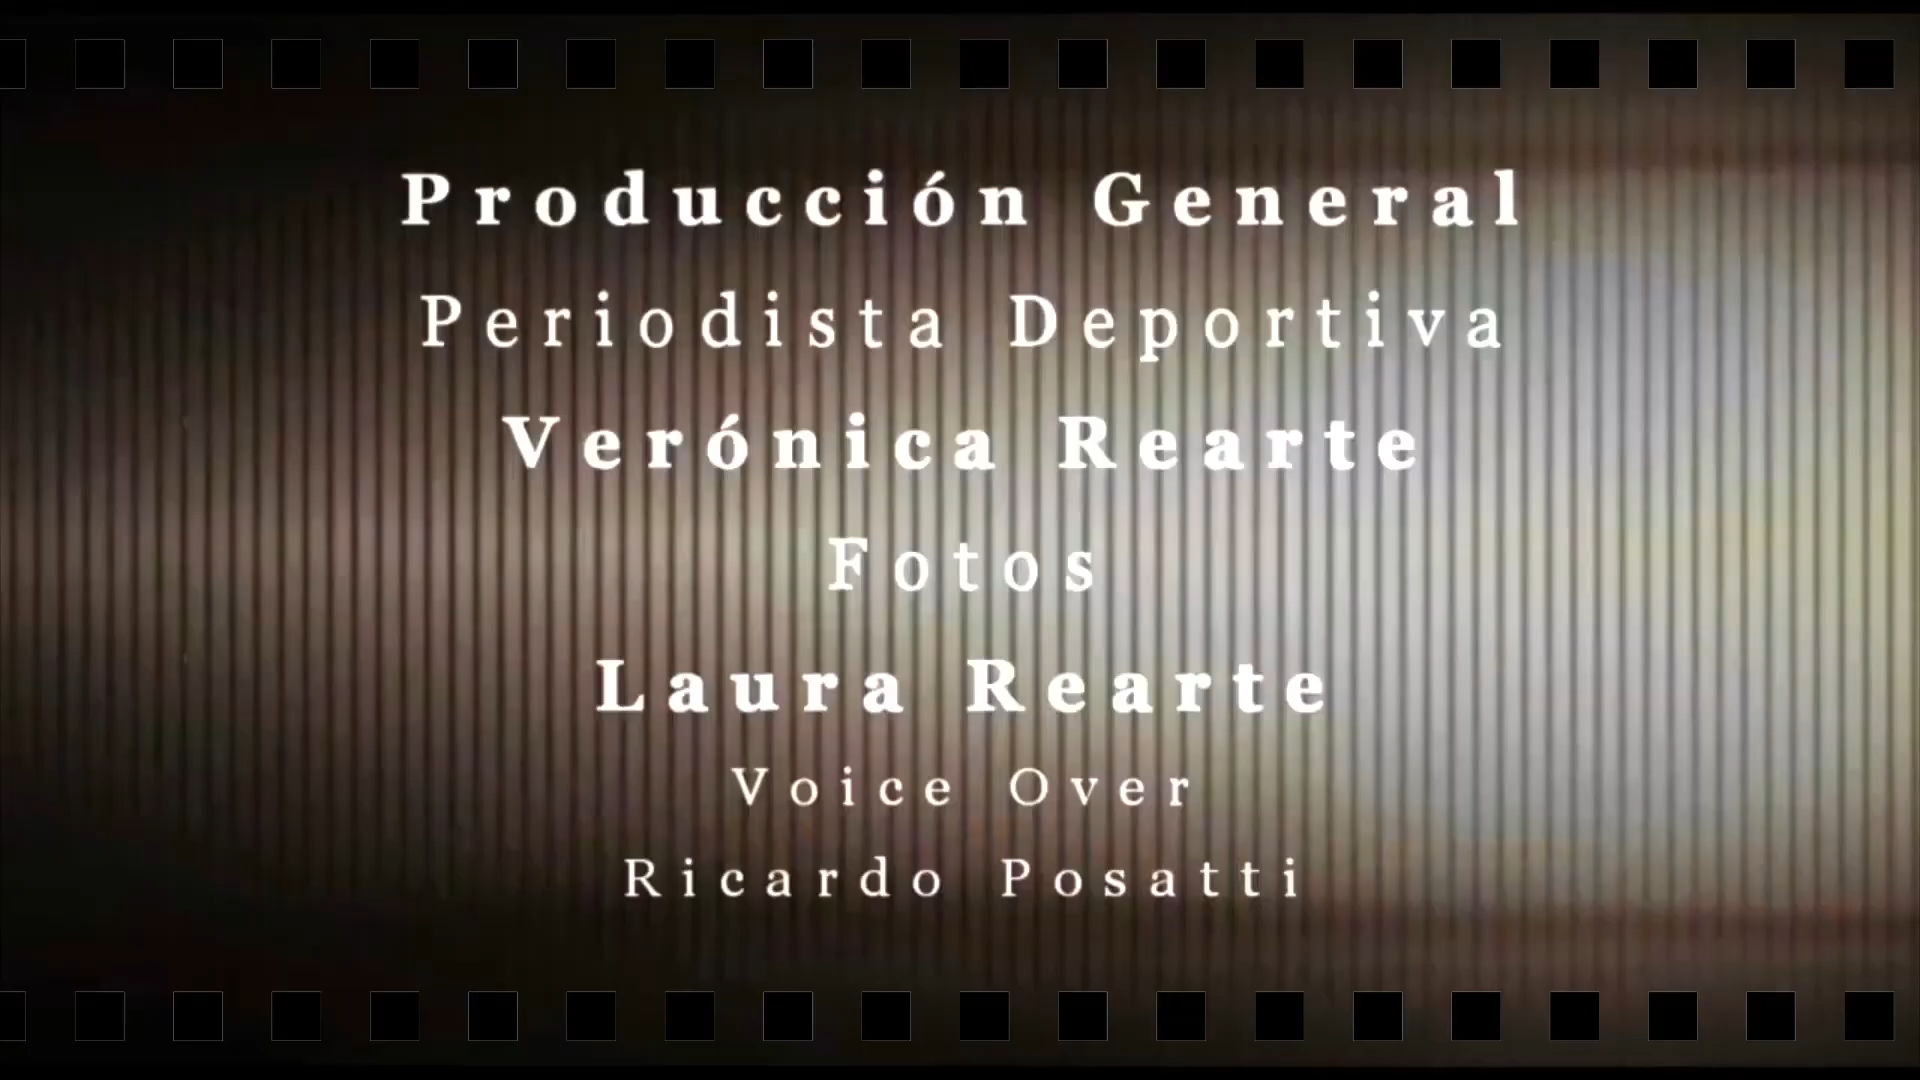 Producción General
Periodista Deportiva
Verónica Rearte
Fotos
Laura Rearte
Voice Over
Ricardo Posatti